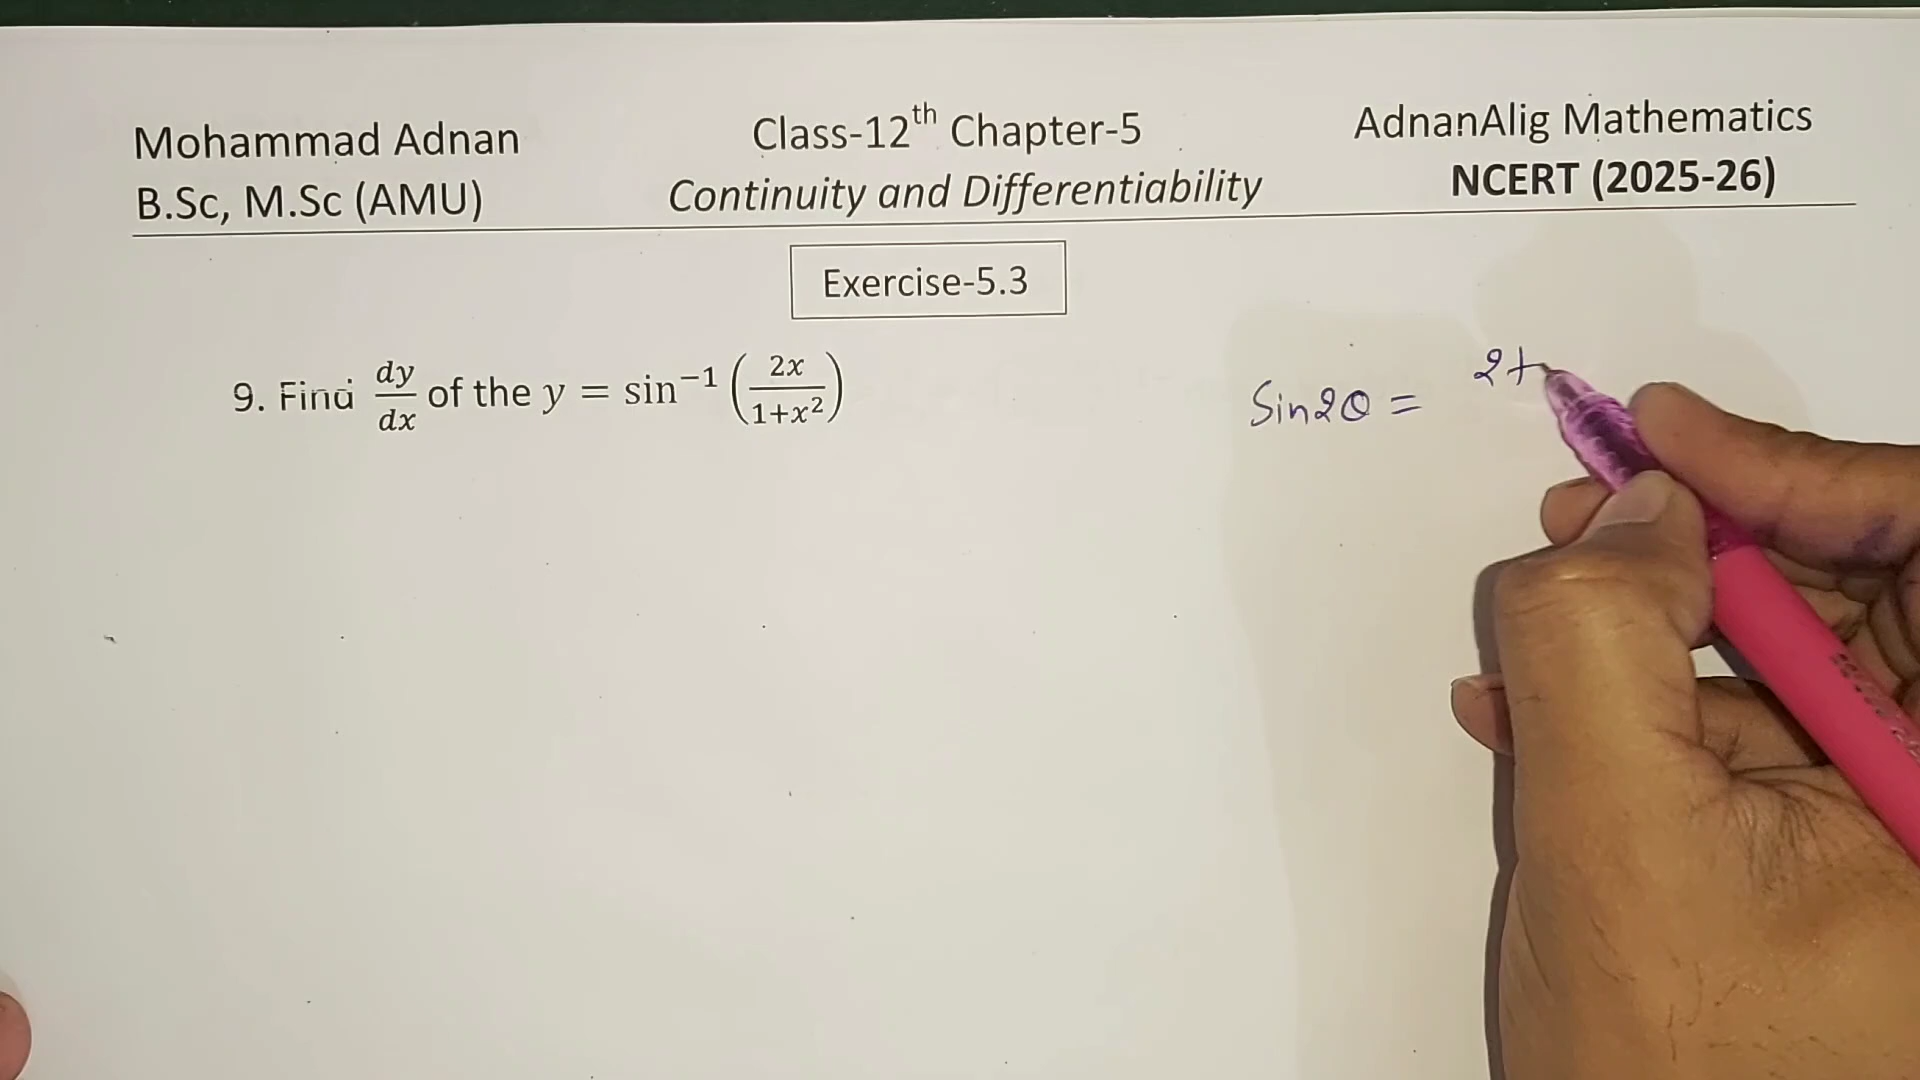 Mohammad Adnan
B.Sc, M.Sc (AMU)
Class-12th Chapter-5
Continuity and Differentiability
AdnanAlig Mathematics
NCERT (2025-26)
Exercise-5.3
9. Find dy/dx of the y = sin⁻¹(2x/1+x²)
Sin2θ = 2t